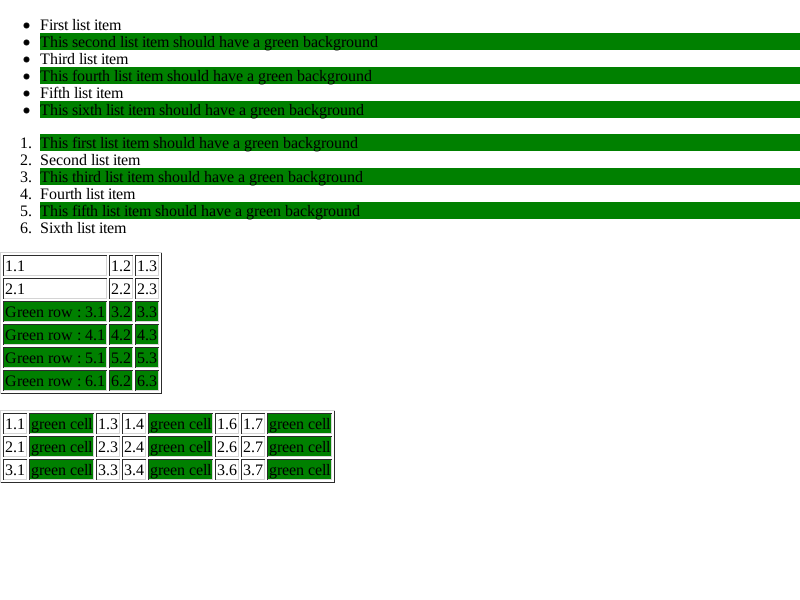 • First list item
• This second list item should have a green background
• Third list item
• This fourth list item should have a green background
• Fifth list item
• This sixth list item should have a green background
1. This first list item should have a green background
2. Second list item
3. This third list item should have a green background
4. Fourth list item
5. This fifth list item should have a green background
6. Sixth list item
1.1 1.2 1.3
2.1 2.2 2.3
Green row : 3.1 3.2 3.3
Green row : 4.1 4.2 4.3
Green row : 5.1 5.2 5.3
Green row : 6.1 6.2 6.3
1.1 green cell 1.3 1.4 green cell 1.6 1.7 green cell
2.1 green cell 2.3 2.4 green cell 2.6 2.7 green cell
3.1 green cell 3.3 3.4 green cell 3.6 3.7 green cell